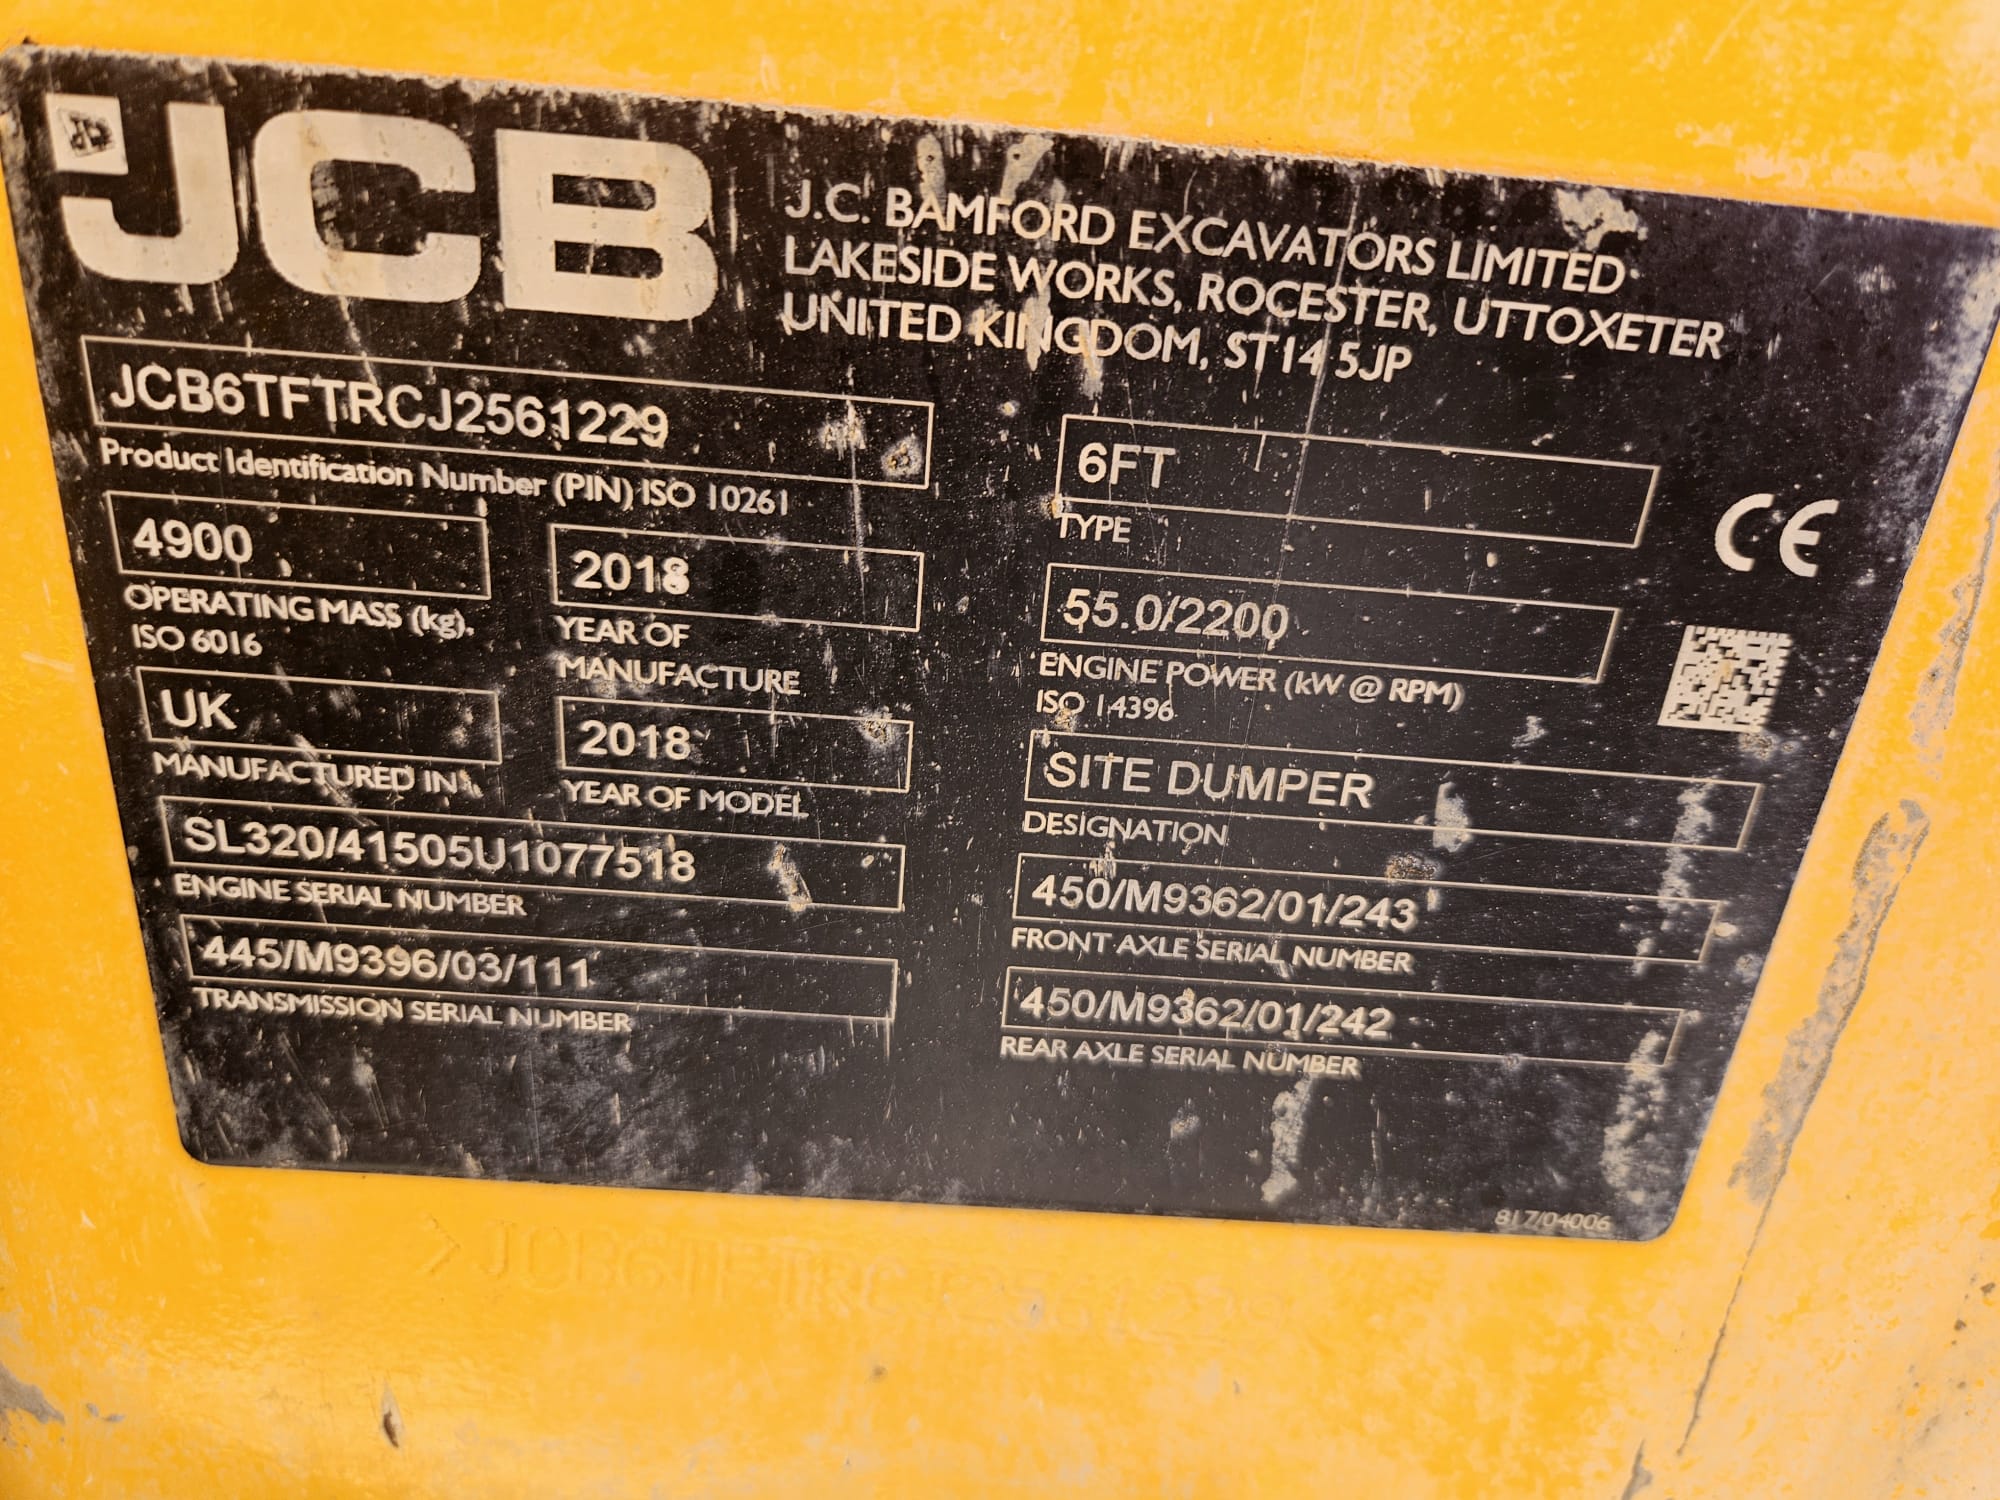 JCB
J.C. BAMFORD EXCAVATORS LIMITED
LAKESIDE WORKS, ROCESTER, UTTOXETER
UNITED KINGDOM, ST14 5JP
JCB6TFTRCJ2561229
Product Identification Number (PIN) ISO 10261
6FT
TYPE
CE
4900
OPERATING MASS (kg),
ISO 6016
2018
YEAR OF
MANUFACTURE
55.0/2200
ENGINE POWER (kW @ RPM)
ISO 14396
UK
MANUFACTURED IN
2018
YEAR OF MODEL
SITE DUMPER
DESIGNATION
SL320/41505U1077518
ENGINE SERIAL NUMBER
450/M9362/01/243
FRONT AXLE SERIAL NUMBER
445/M9396/03/111
TRANSMISSION SERIAL NUMBER
450/M9362/01/242
REAR AXLE SERIAL NUMBER
817/04006
>JCB6TFTRCJ2561229